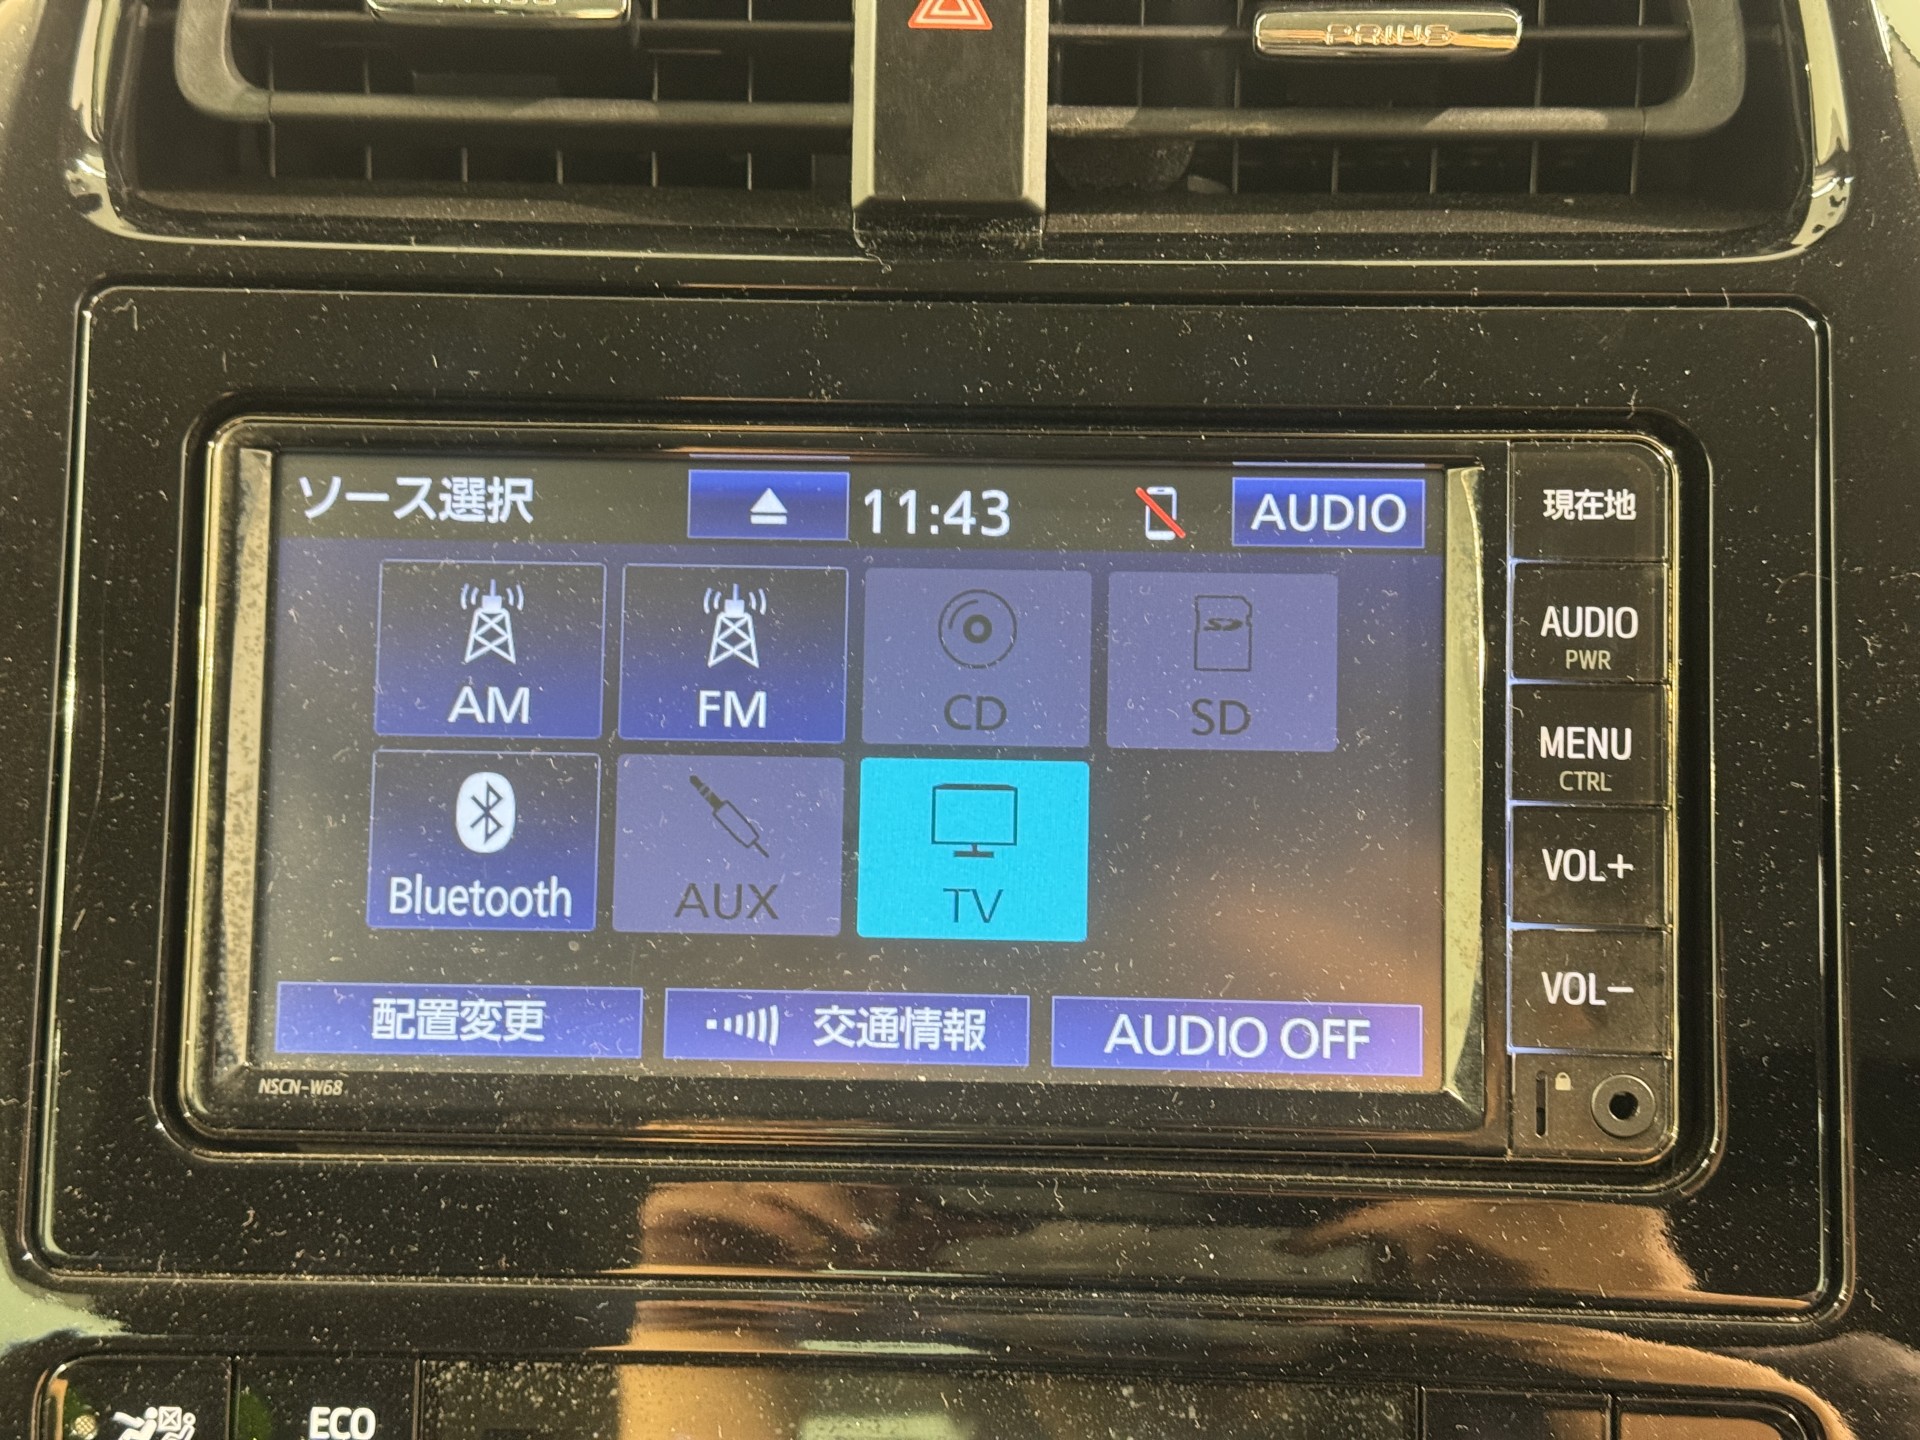 PRIUS
PRIUS
ソース選択
11:43
AUDIO
AM
FM
CD
SD
Bluetooth
AUX
TV
配置変更
交通情報
AUDIO OFF
NSCN-W68
現在地
AUDIO
PWR
MENU
CTRL
VOL+
VOL-
ECO